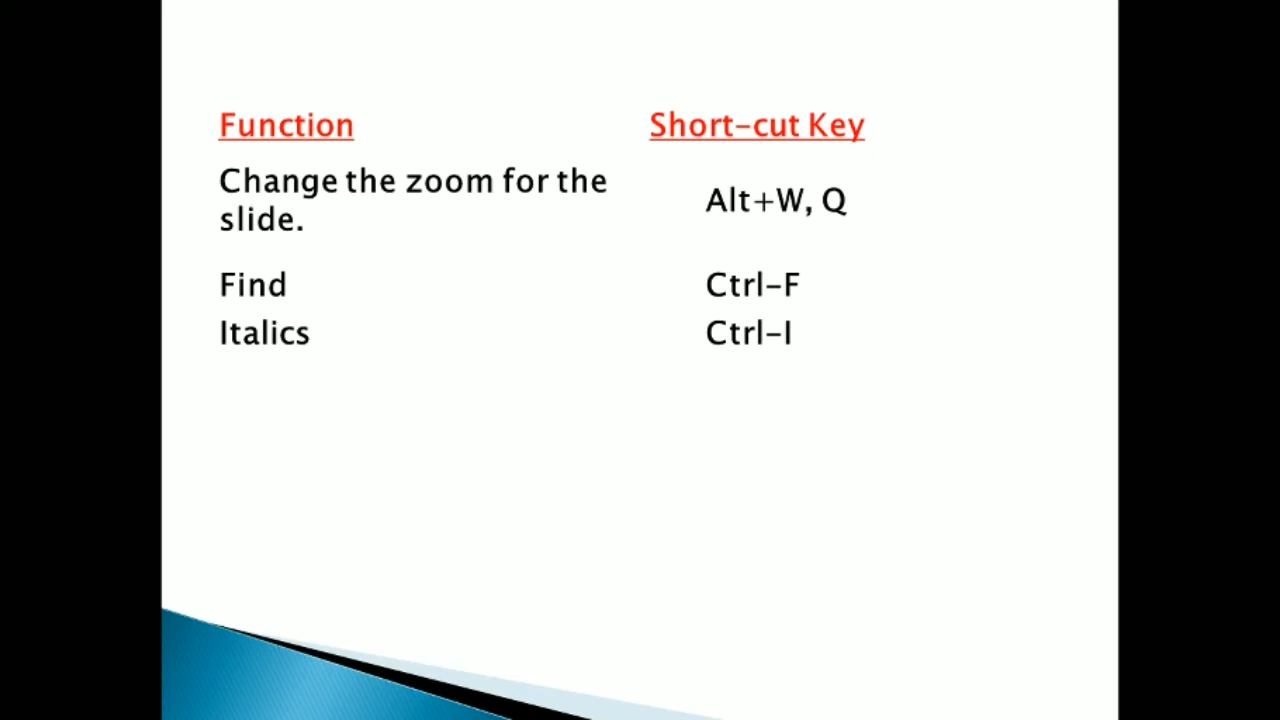 Function Short-cut Key
Change the zoom for the
slide.
Alt+W, Q
Find Ctrl-F
Italics Ctrl-I